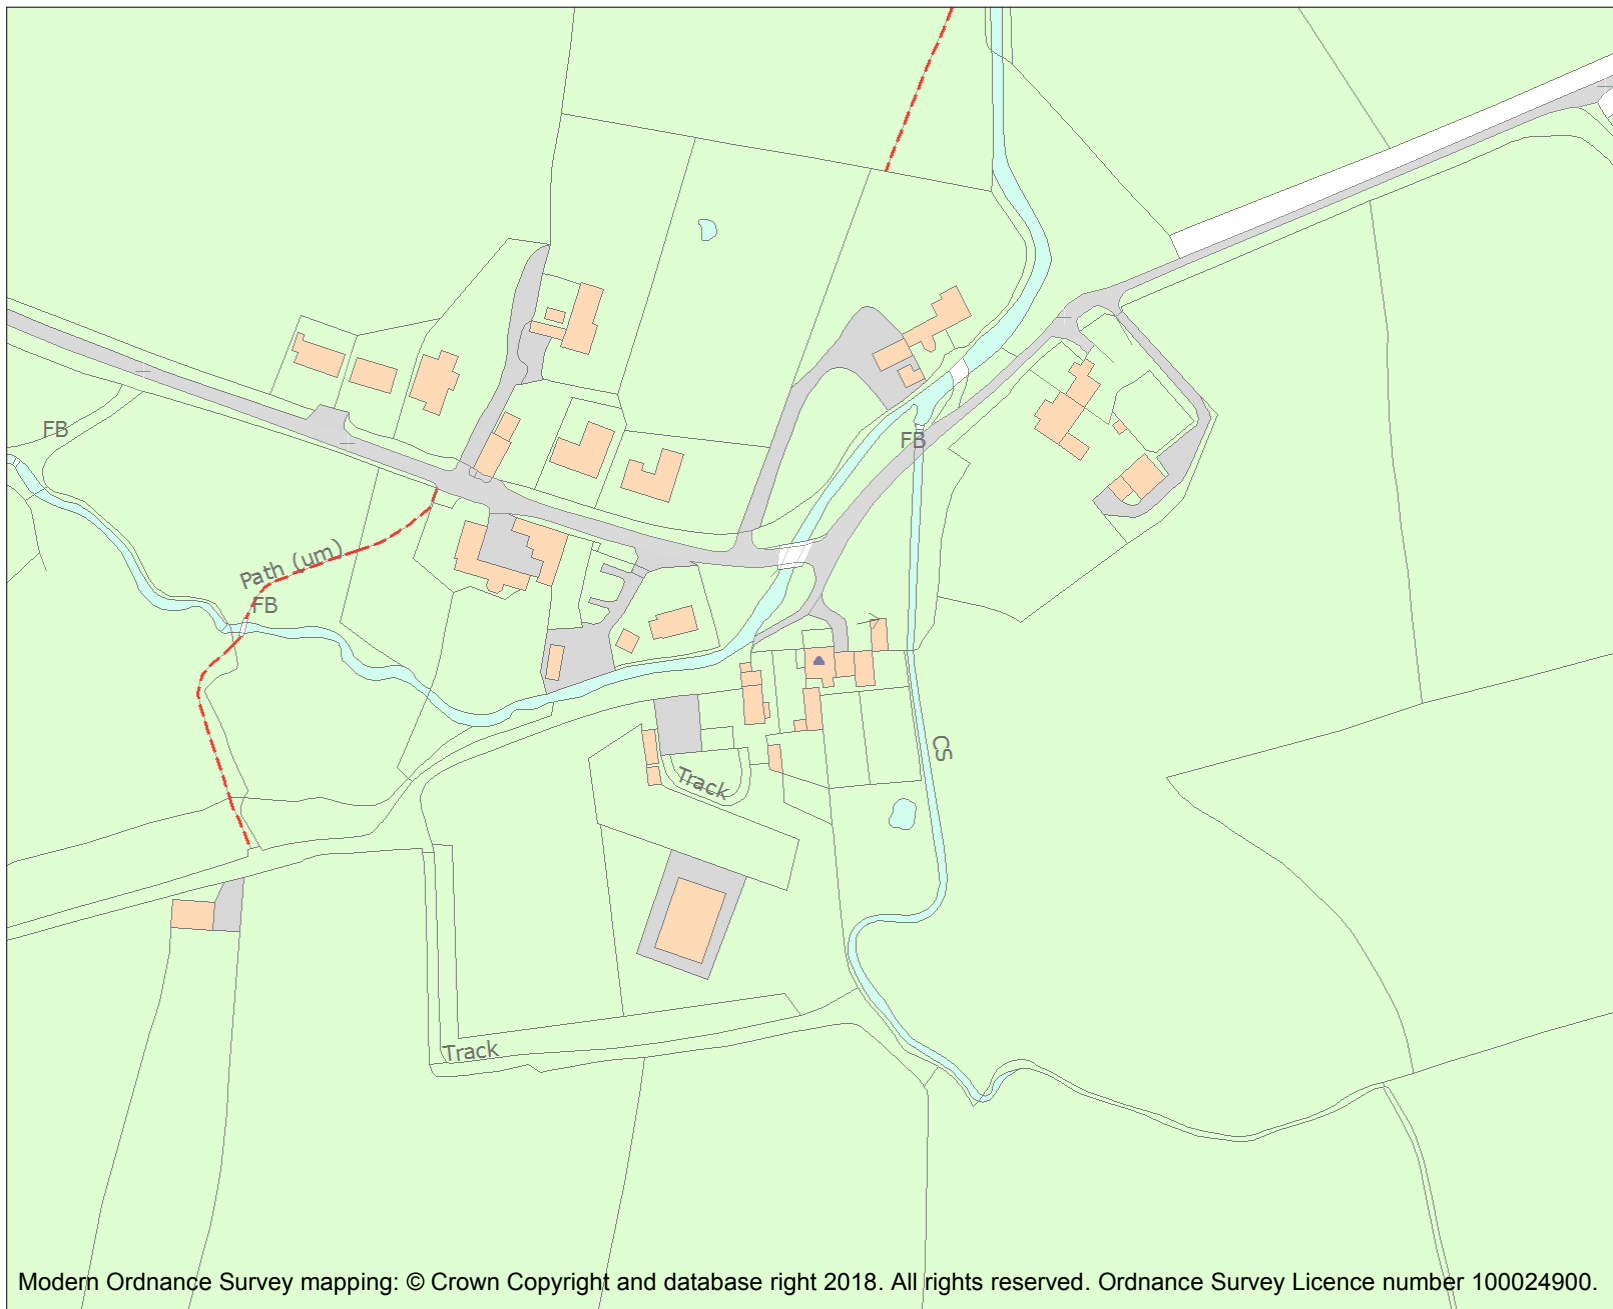 FB
FB
Path (um)
FB
CS
Track
Track
Modern Ordnance Survey mapping: © Crown Copyright and database right 2018. All rights reserved. Ordnance Survey Licence number 100024900.